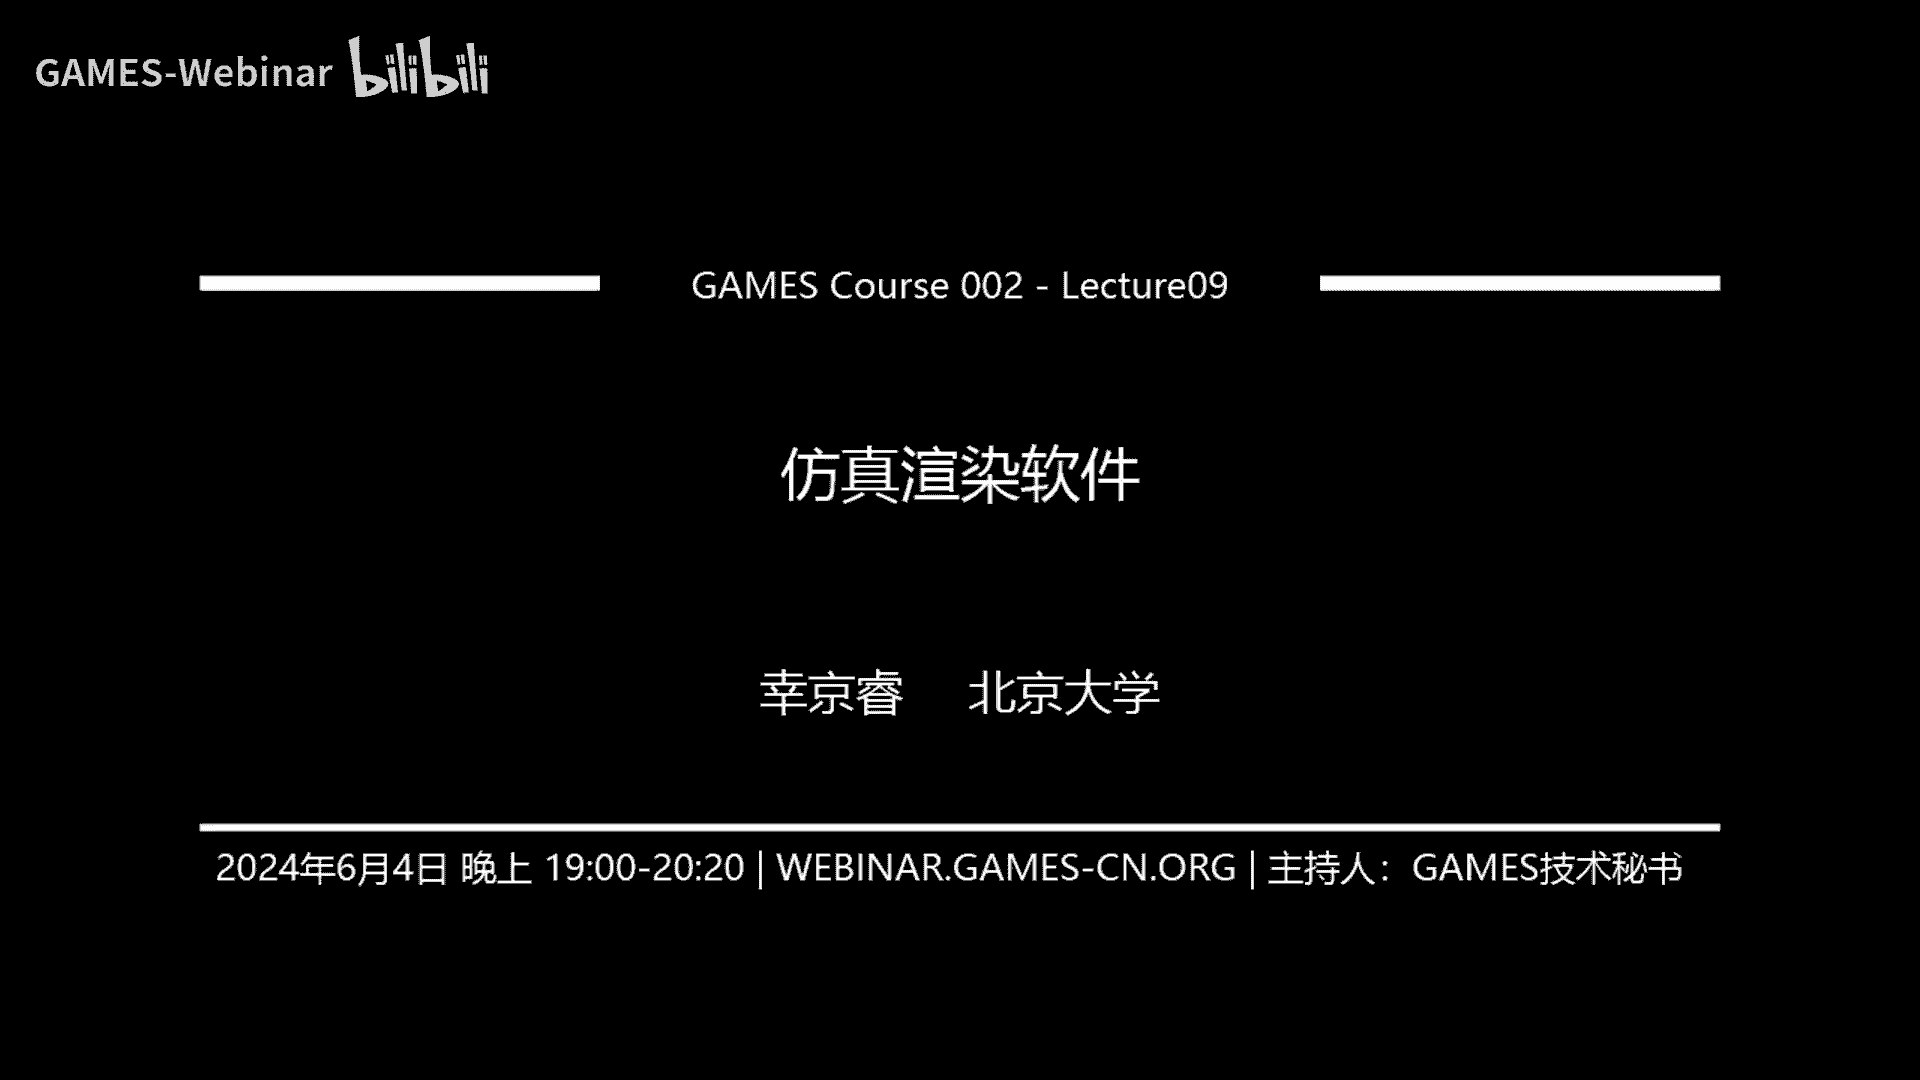 GAMES-Webinar bilibili
GAMES Course 002 - Lecture09
仿真渲染软件
幸京睿 北京大学
2024年6月4日 晚上 19:00-20:20 | WEBINAR.GAMES-CN.ORG | 主持人：GAMES技术秘书